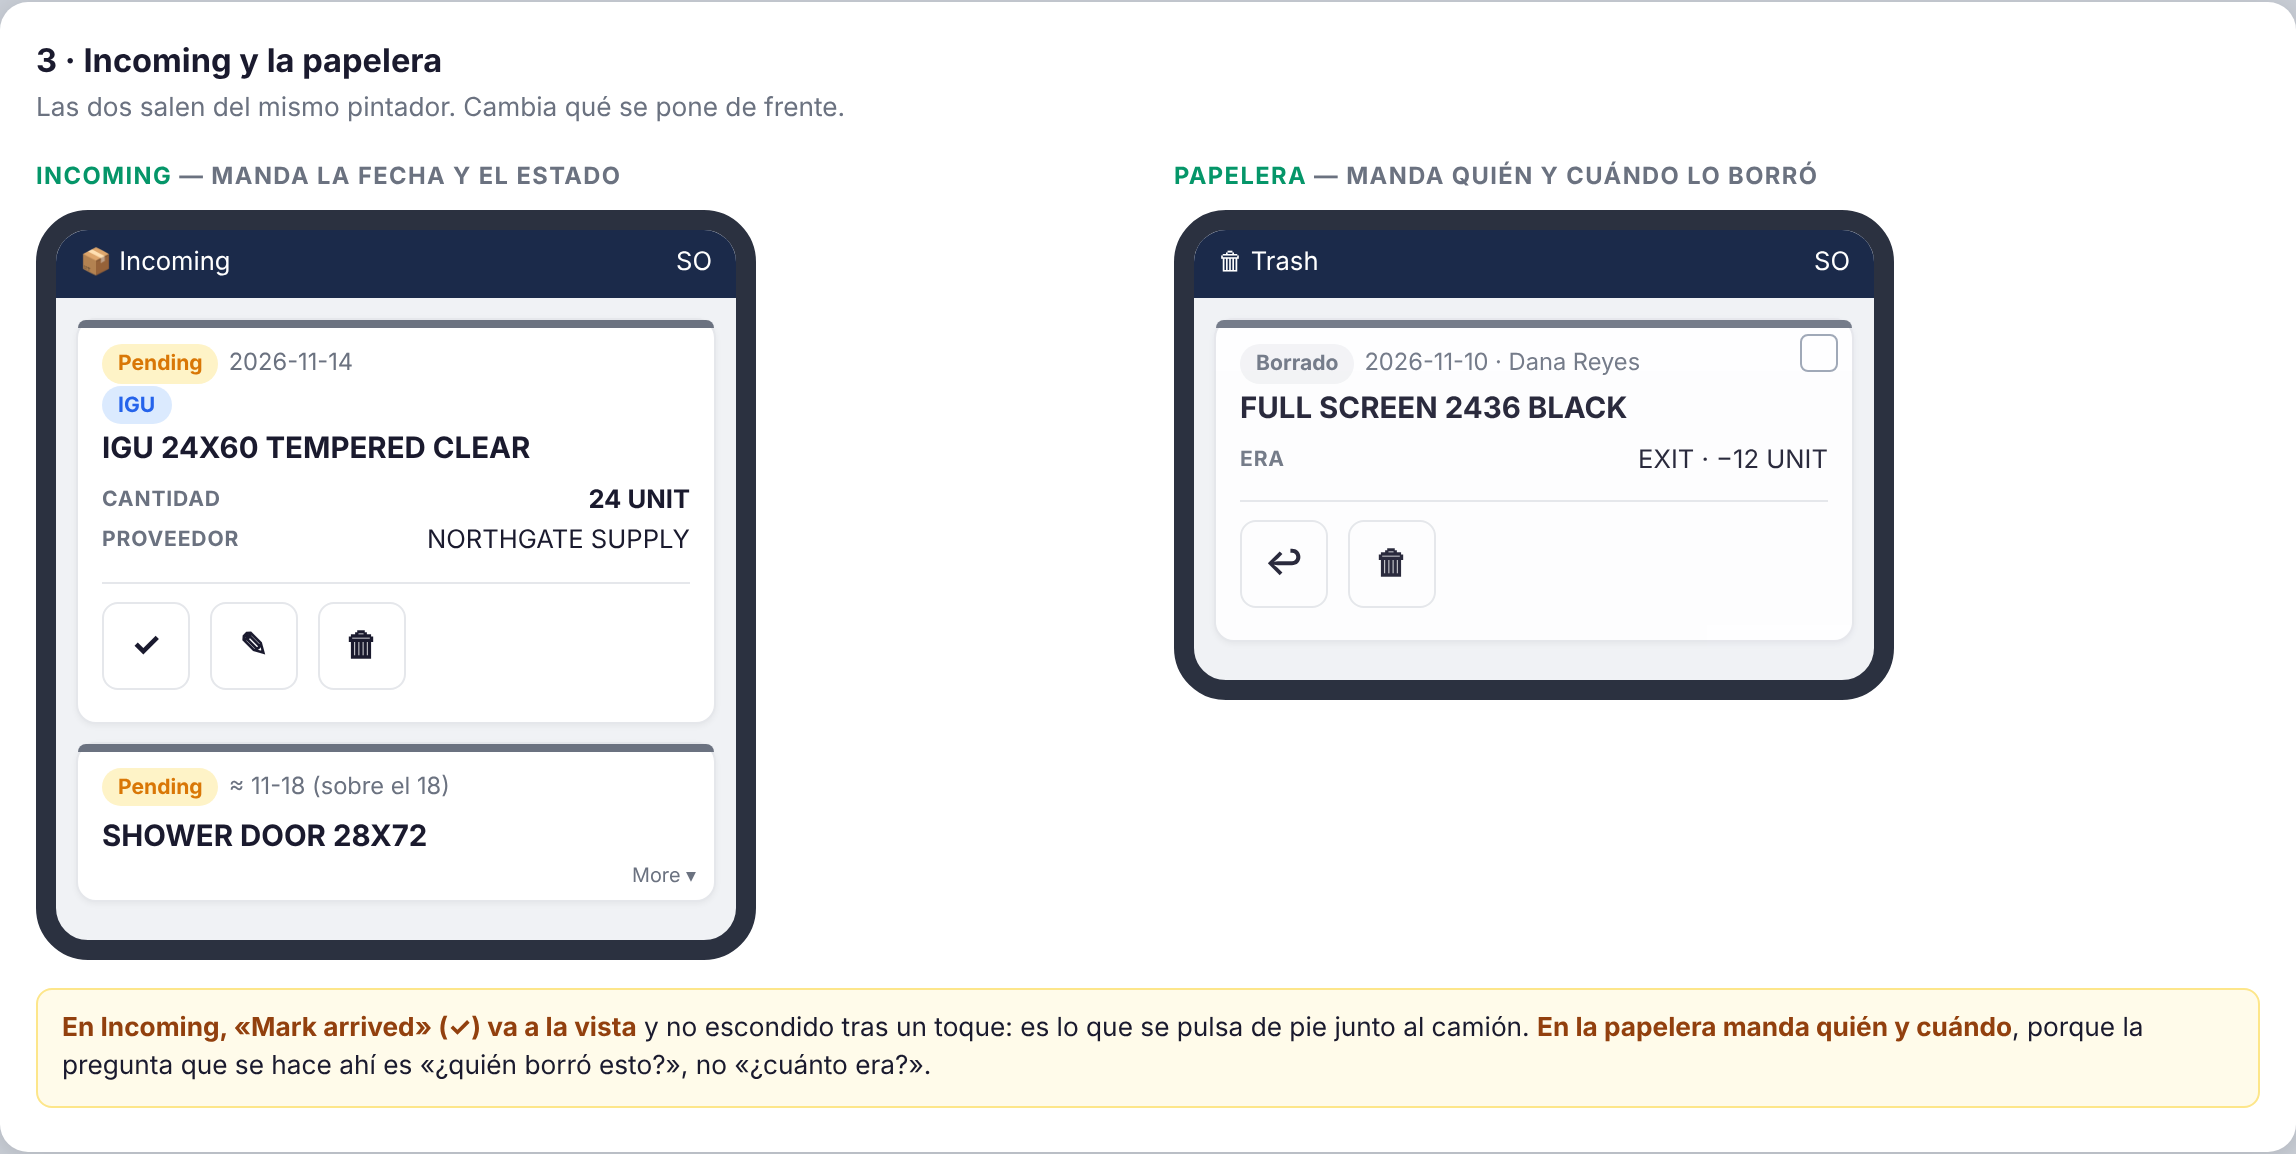 3 · Incoming y la papelera
Las dos salen del mismo pintador. Cambia qué se pone de frente.
INCOMING — MANDA LA FECHA Y EL ESTADO
📦 Incoming SO
Pending 2026-11-14
IGU
IGU 24X60 TEMPERED CLEAR
CANTIDAD 24 UNIT
PROVEEDOR NORTHGATE SUPPLY
✓ ✎ 🗑
Pending ≈ 11-18 (sobre el 18)
SHOWER DOOR 28X72
More ▾
PAPELERA — MANDA QUIÉN Y CUÁNDO LO BORRÓ
🗑 Trash SO
Borrado 2026-11-10 · Dana Reyes
FULL SCREEN 2436 BLACK
ERA EXIT · −12 UNIT
↩ 🗑
En Incoming, «Mark arrived» (✓) va a la vista y no escondido tras un toque: es lo que se pulsa de pie junto al camión. En la papelera manda quién y cuándo, porque la
pregunta que se hace ahí es «¿quién borró esto?», no «¿cuánto era?».